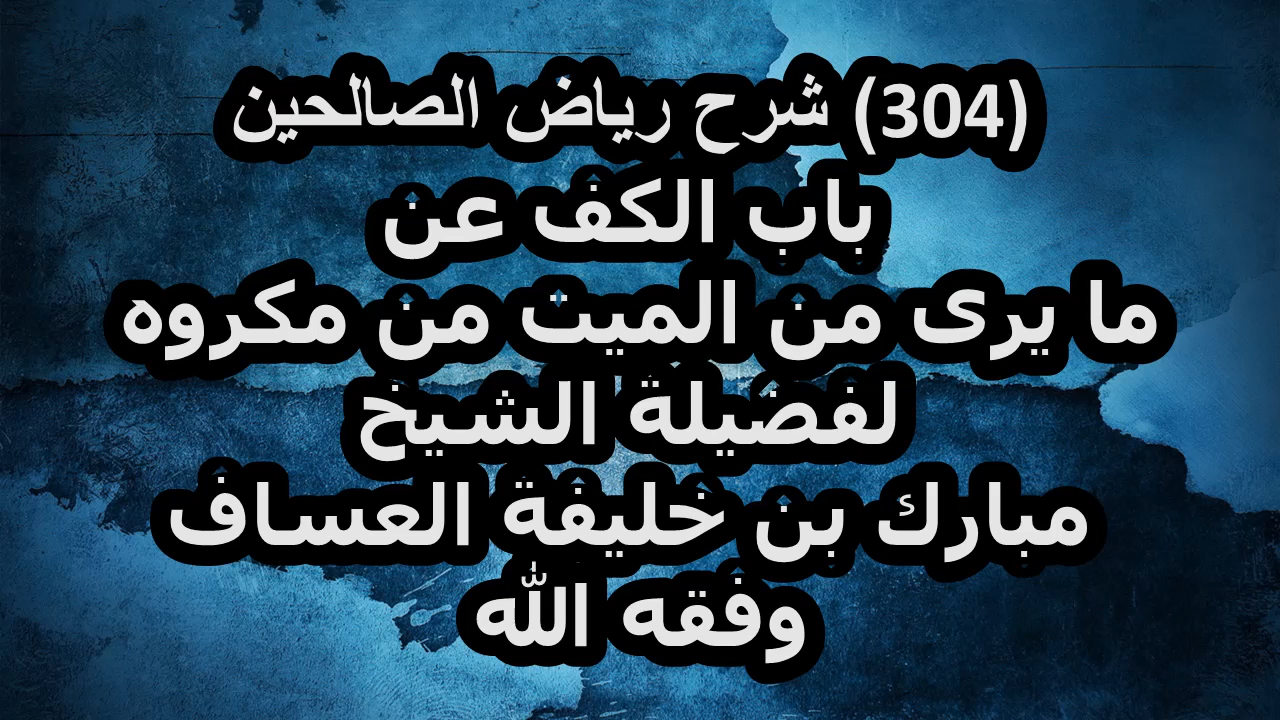 (304) شرح رياض الصالحين
باب الكف عن
ما يرى من الميت من مكروه
لفضيلة الشيخ
مبارك بن خليفة العساف
وفقه الله